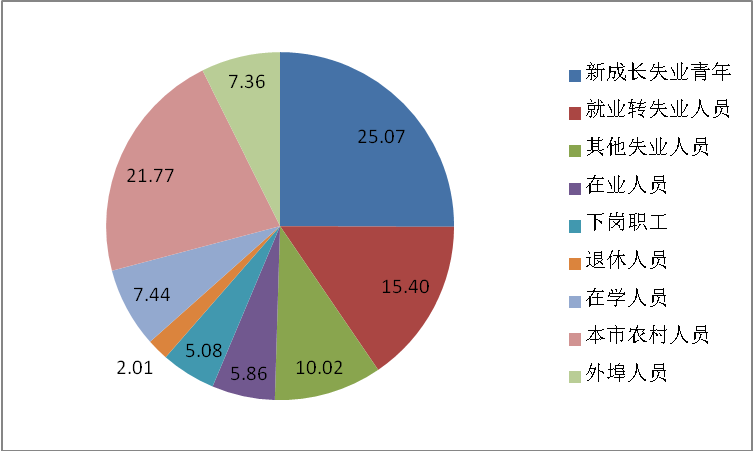 7.36
25.07
新成长失业青年
就业转失业人员
其他失业人员
21.77
在业人员
下岗职工
退休人员
15.40
7.44
在学人员
本市农村人员
5.08
2.01
5.86
10.02
外埠人员